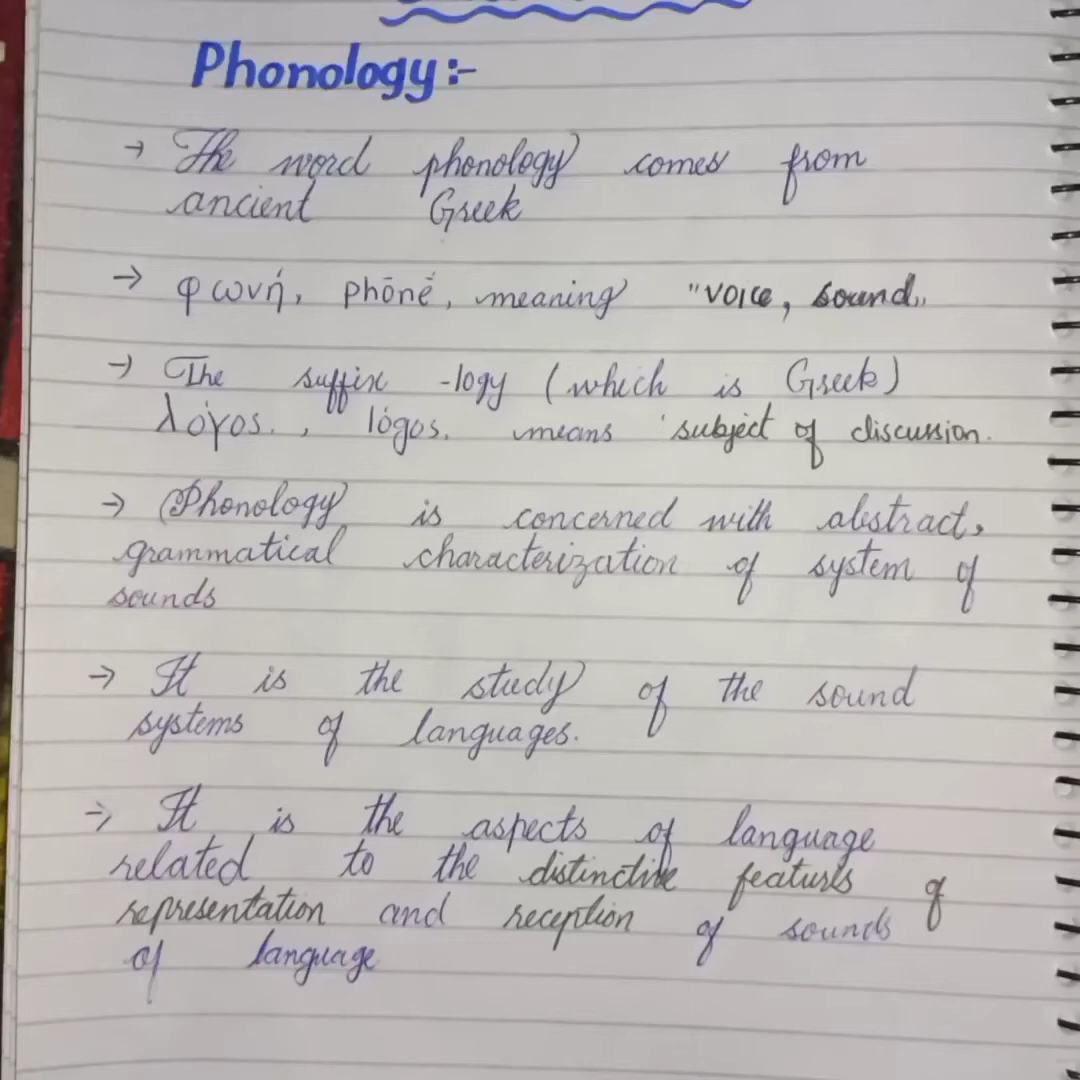 Phonology:-
→ The word phonology comes from
ancient Greek
→ φωνή, phōnḗ, meaning "voice, sound„
→ The suffix -logy (which is Greek)
λόγος., lógos. means 'subject of discussion.
→ Phonology is concerned with abstract,
grammatical characterization of system of
sounds
→ It is the study of the sound
systems of languages.
→ It is the aspects of language
related to the distinctive features of
representation and reception of sounds
of language